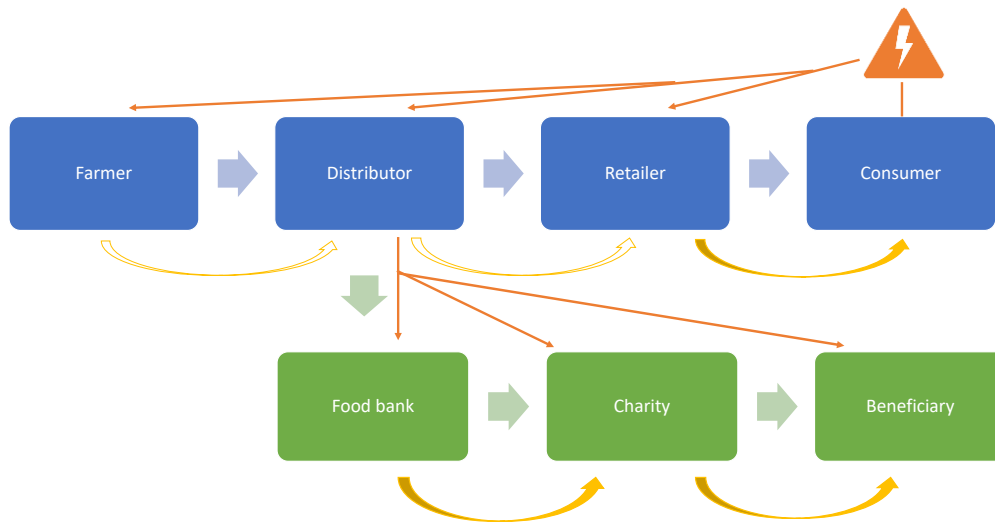 Farmer
Distributor
Retailer
Consumer
Food bank
Charity
Beneficiary